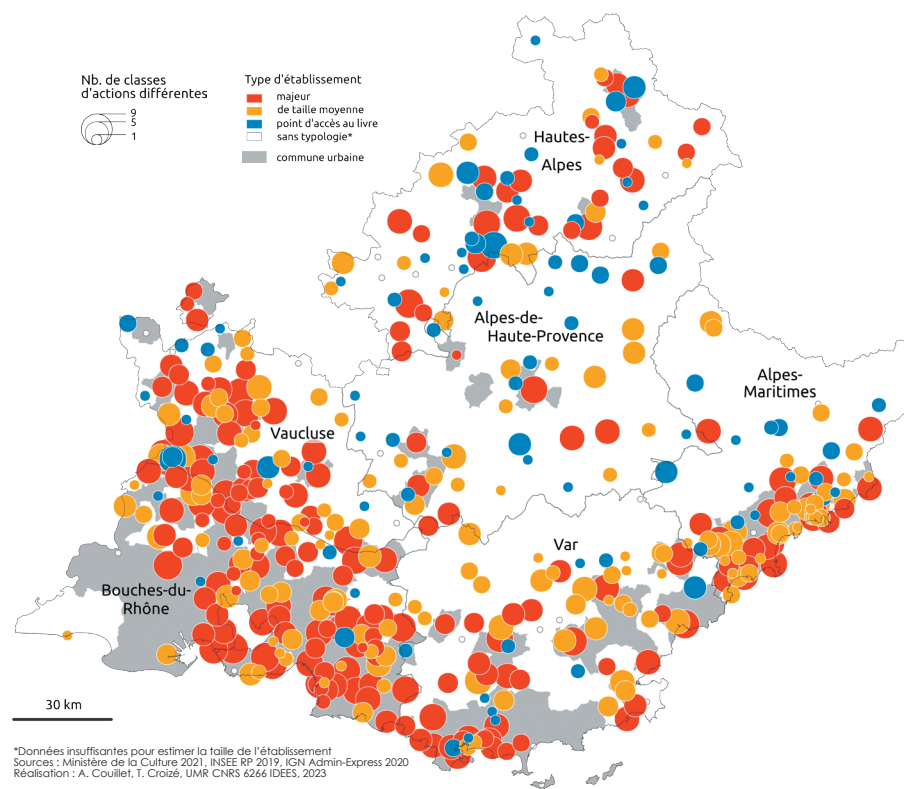 Nb. de classes
d'actions différentes
9
5
1
Type d'établissement
majeur
de taille moyenne
point d'accès au livre
sans typologie*
commune urbaine
Hautes-
Alpes
Alpes-de-
Haute-Provence
Alpes-
Maritimes
Vaucluse
Var
Bouches-du-
Rhône
30 km
*Données insuffisantes pour estimer la taille de l'établissement
Sources : Ministère de la Culture 2021, INSEE RP 2019, IGN Admin-Express 2020
Réalisation : A. Couillet, T. Croizé, UMR CNRS 6266 IDEES, 2023